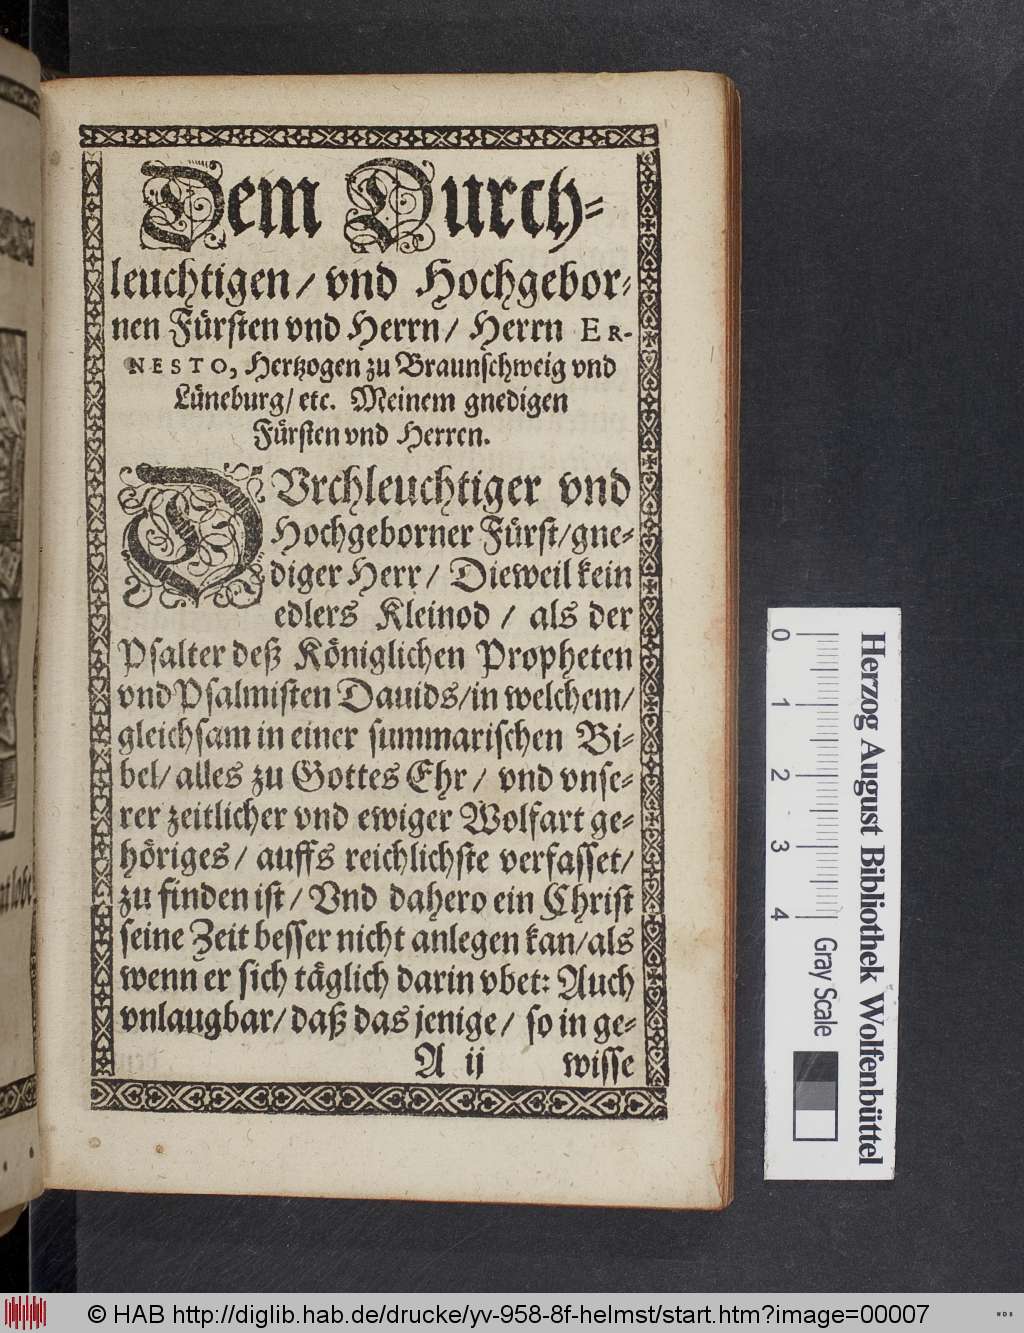 Dem Durch⸗
leuchtigen/ vnd Hochgebor⸗
nen Fürsten vnd Herrn/ Herrn ER-
NESTO, Hertzogen zu Braunschweig vnd
Lüneburg/ etc. Meinem gnedigen
Fürsten vnd Herren.
DVrchleuchtiger vnd
Hochgeborner Fürst/ gne⸗
diger Herr/ Dieweil kein
edlers Kleinod/ als der
Psalter deß Königlichen Propheten
vnd Psalmisten Dauids/ in welchem/
gleichsam in einer summarischen Bi⸗
bel/ alles zu Gottes Ehr/ vnd vnse⸗
rer zeitlicher vnd ewiger Wolfart ge⸗
höriges/ auffs reichlichste verfasset/
zu finden ist/ Vnd dahero ein Christ
seine Zeit besser nicht anlegen kan/ als
wenn er sich täglich darin vbet: Auch
vnlaugbar/ daß das jenige/ so in ge⸗
A ij wisse
0 1 2 3 4 Gray Scale
Herzog August Bibliothek Wolfenbüttel
© HAB http://diglib.hab.de/drucke/yv-958-8f-helmst/start.htm?image=00007